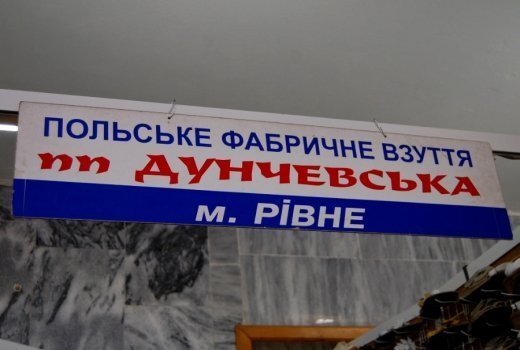 ПОЛЬСЬКЕ ФАБРИЧНЕ ВЗУТТЯ
пп ДУНЧЕВСЬКА
м. РІВНЕ